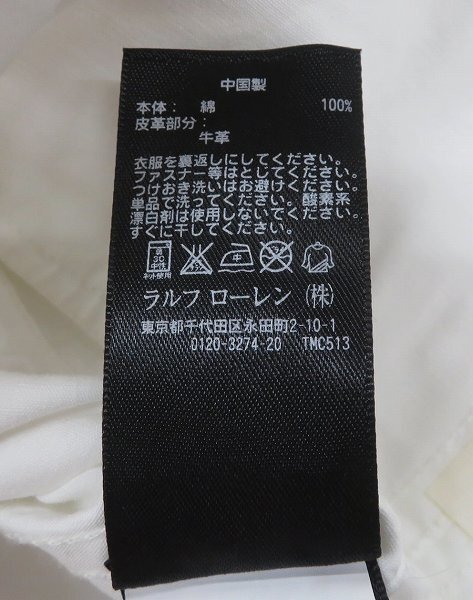 中国製
本体： 綿 100%
皮革部分：
牛革
衣服を裏返しにしてください。
ファスナー等はとじてください。
つけおき洗いはお避けください。
単品で洗ってください。酸素系
漂白剤は使用しないでください。
すぐに干してください。
弱
30
中性
ネット使用
中
ラルフ ローレン (株)
東京都千代田区永田町2-10-1
0120-3274-20 TMC513